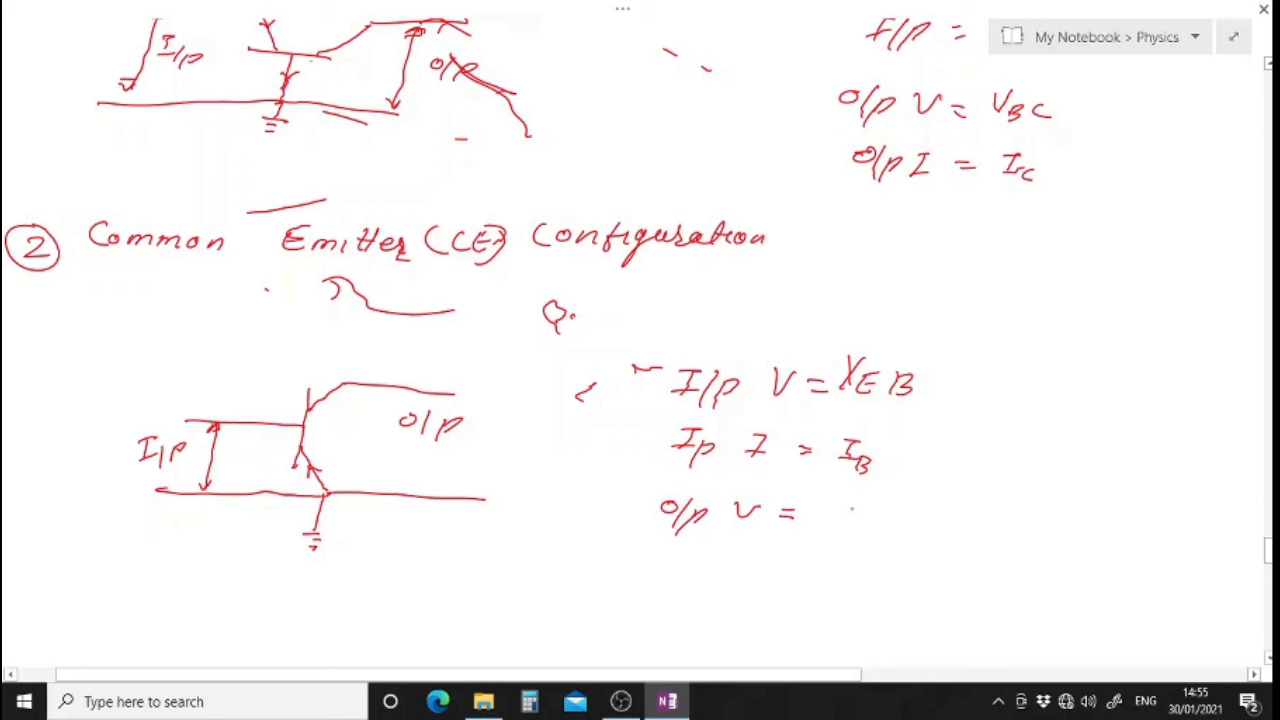 I/p =
My Notebook > Physics
I/p
O/p
O/p V = VBC
O/p I = IC
2 Common Emitter (CE) Configuration
I/p V = VEB
I/p
O/p
Ip I = IB
O/p V =
Type here to search
ENG
14:55
30/01/2021
2